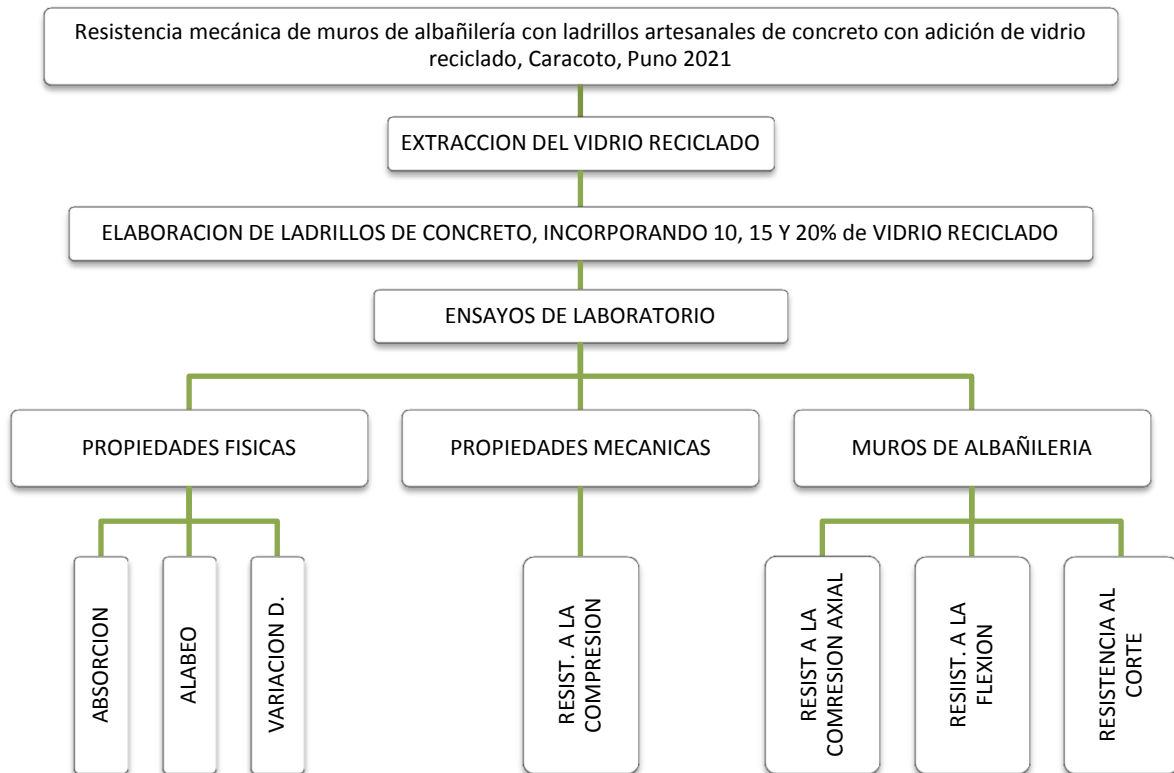 Resistencia mecánica de muros de albañilería con ladrillos artesanales de concreto con adición de vidrio
reciclado, Caracoto, Puno 2021
EXTRACCION DEL VIDRIO RECICLADO
ELABORACION DE LADRILLOS DE CONCRETO, INCORPORANDO 10, 15 Y 20% de VIDRIO RECICLADO
ENSAYOS DE LABORATORIO
PROPIEDADES FISICAS
PROPIEDADES MECANICAS
MUROS DE ALBAÑILERIA
ABSORCION
ALABEO
VARIACION D.
RESIST. A LA
COMPRESION
RESIST A LA
COMRESION AXIAL
RESIIST. A LA
FLEXION
RESISTENCIA AL
CORTE